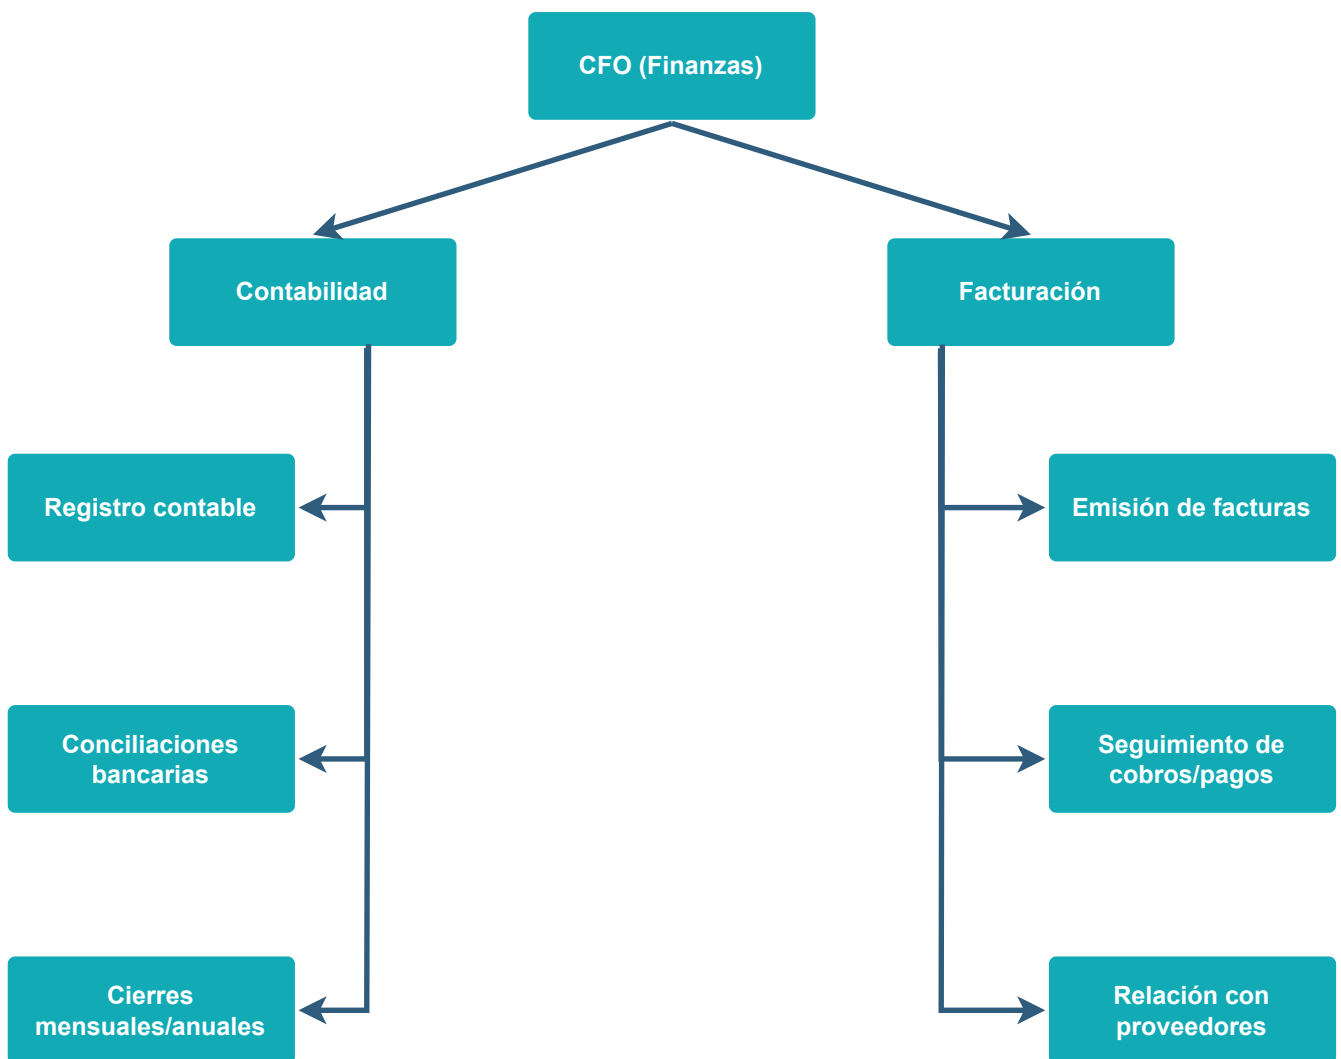 CFO (Finanzas)
Contabilidad
Facturación
Registro contable
Emisión de facturas
Conciliaciones
bancarias
Seguimiento de
cobros/pagos
Cierres
mensuales/anuales
Relación con
proveedores